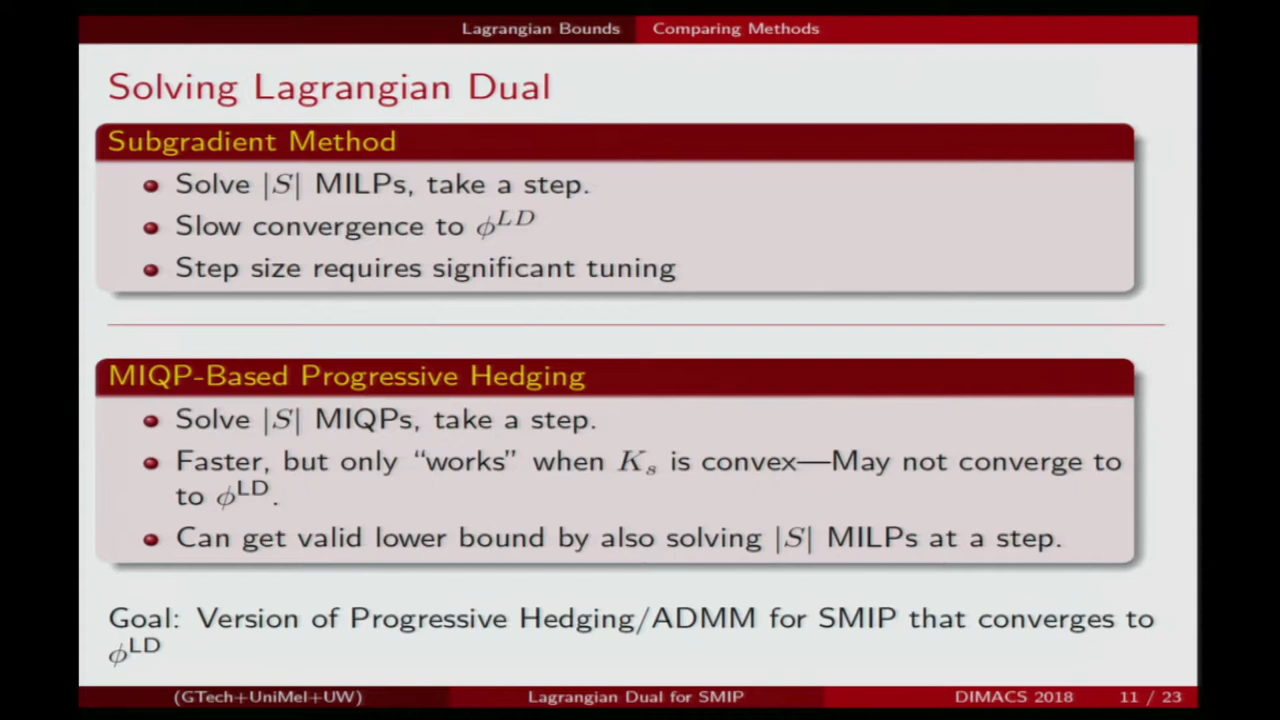 Lagrangian Bounds Comparing Methods
Solving Lagrangian Dual
Subgradient Method
Solve |S| MILPs, take a step.
Slow convergence to ϕ^{LD}
Step size requires significant tuning
MIQP-Based Progressive Hedging
Solve |S| MIQPs, take a step.
Faster, but only “works” when K_s is convex—May not converge to
to ϕ^{LD}.
Can get valid lower bound by also solving |S| MILPs at a step.
Goal: Version of Progressive Hedging/ADMM for SMIP that converges to
ϕ^{LD}
(GTech+UniMel+UW) Lagrangian Dual for SMIP DIMACS 2018 11 / 23